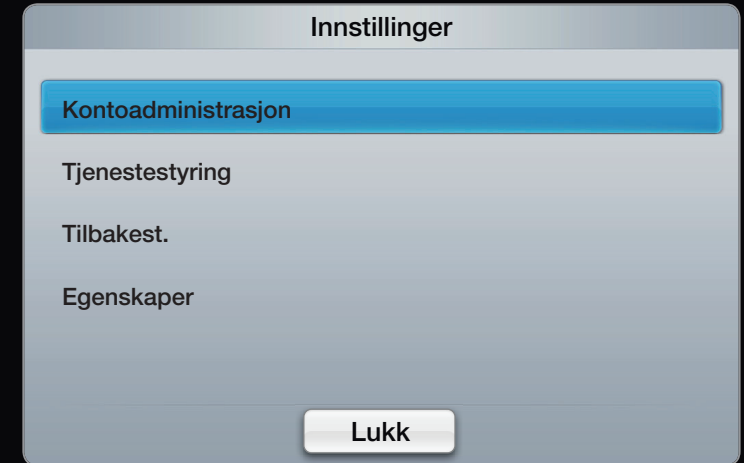 Innstillinger
Kontoadministrasjon
Tjenestestyring
Tilbakest.
Egenskaper
Lukk